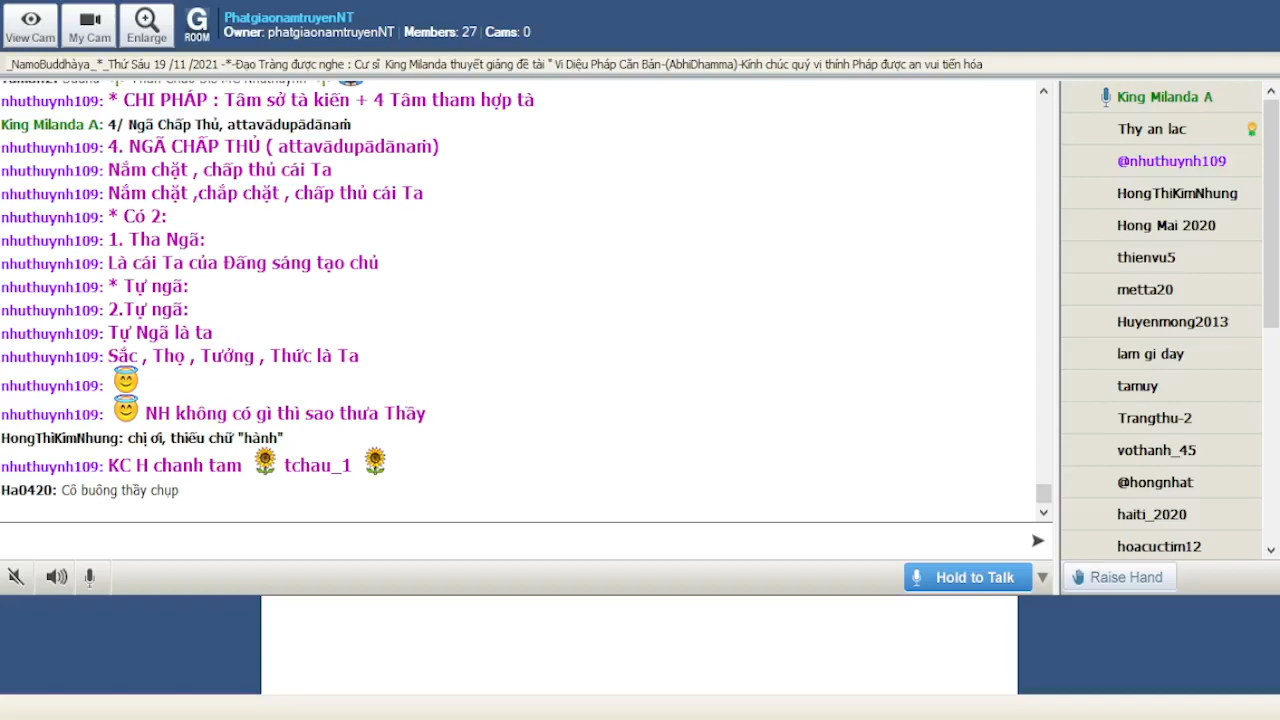 View Cam
My Cam
Enlarge
G
ROOM
PhatgiaonamtruyenNT
Owner: phatgiaonamtruyenNT | Members: 27 | Cams: 0
_NamoBuddhàya_*_Thứ Sáu 19 /11 /2021 -*-Đạo Tràng được nghe : Cư sĩ King Milanda thuyết giảng đề tài " Vi Diệu Pháp Căn Bản-(AbhiDhamma)-Kính chúc quý vị thính Pháp được an vui tiến hóa
nhuthuynh109: * CHI PHÁP : Tâm sở tà kiến + 4 Tâm tham hợp tà
King Milanda A: 4/ Ngã Chấp Thủ, attavādupādānaṁ
nhuthuynh109: 4. NGÃ CHẤP THỦ ( attavādupādānaṁ)
nhuthuynh109: Nắm chặt , chấp thủ cái Ta
nhuthuynh109: Nắm chặt ,chắp chặt , chấp thủ cái Ta
nhuthuynh109: * Có 2:
nhuthuynh109: 1. Tha Ngã:
nhuthuynh109: Là cái Ta của Đấng sáng tạo chủ
nhuthuynh109: * Tự ngã:
nhuthuynh109: 2.Tự ngã:
nhuthuynh109: Tự Ngã là ta
nhuthuynh109: Sắc , Thọ , Tưởng , Thức là Ta
nhuthuynh109:
nhuthuynh109: NH không có gì thì sao thưa Thầy
HongThiKimNhung: chị ơi, thiếu chữ "hành"
nhuthuynh109: KC H chanh tam tchau_1
Ha0420: Cô buông thầy chụp
Hold to Talk
King Milanda A
Thy an lac
@nhuthuynh109
HongThiKimNhung
Hong Mai 2020
thienvu5
metta20
Huyenmong2013
lam gi day
tamuy
Trangthu-2
vothanh_45
@hongnhat
haiti_2020
hoacuctim12
Raise Hand